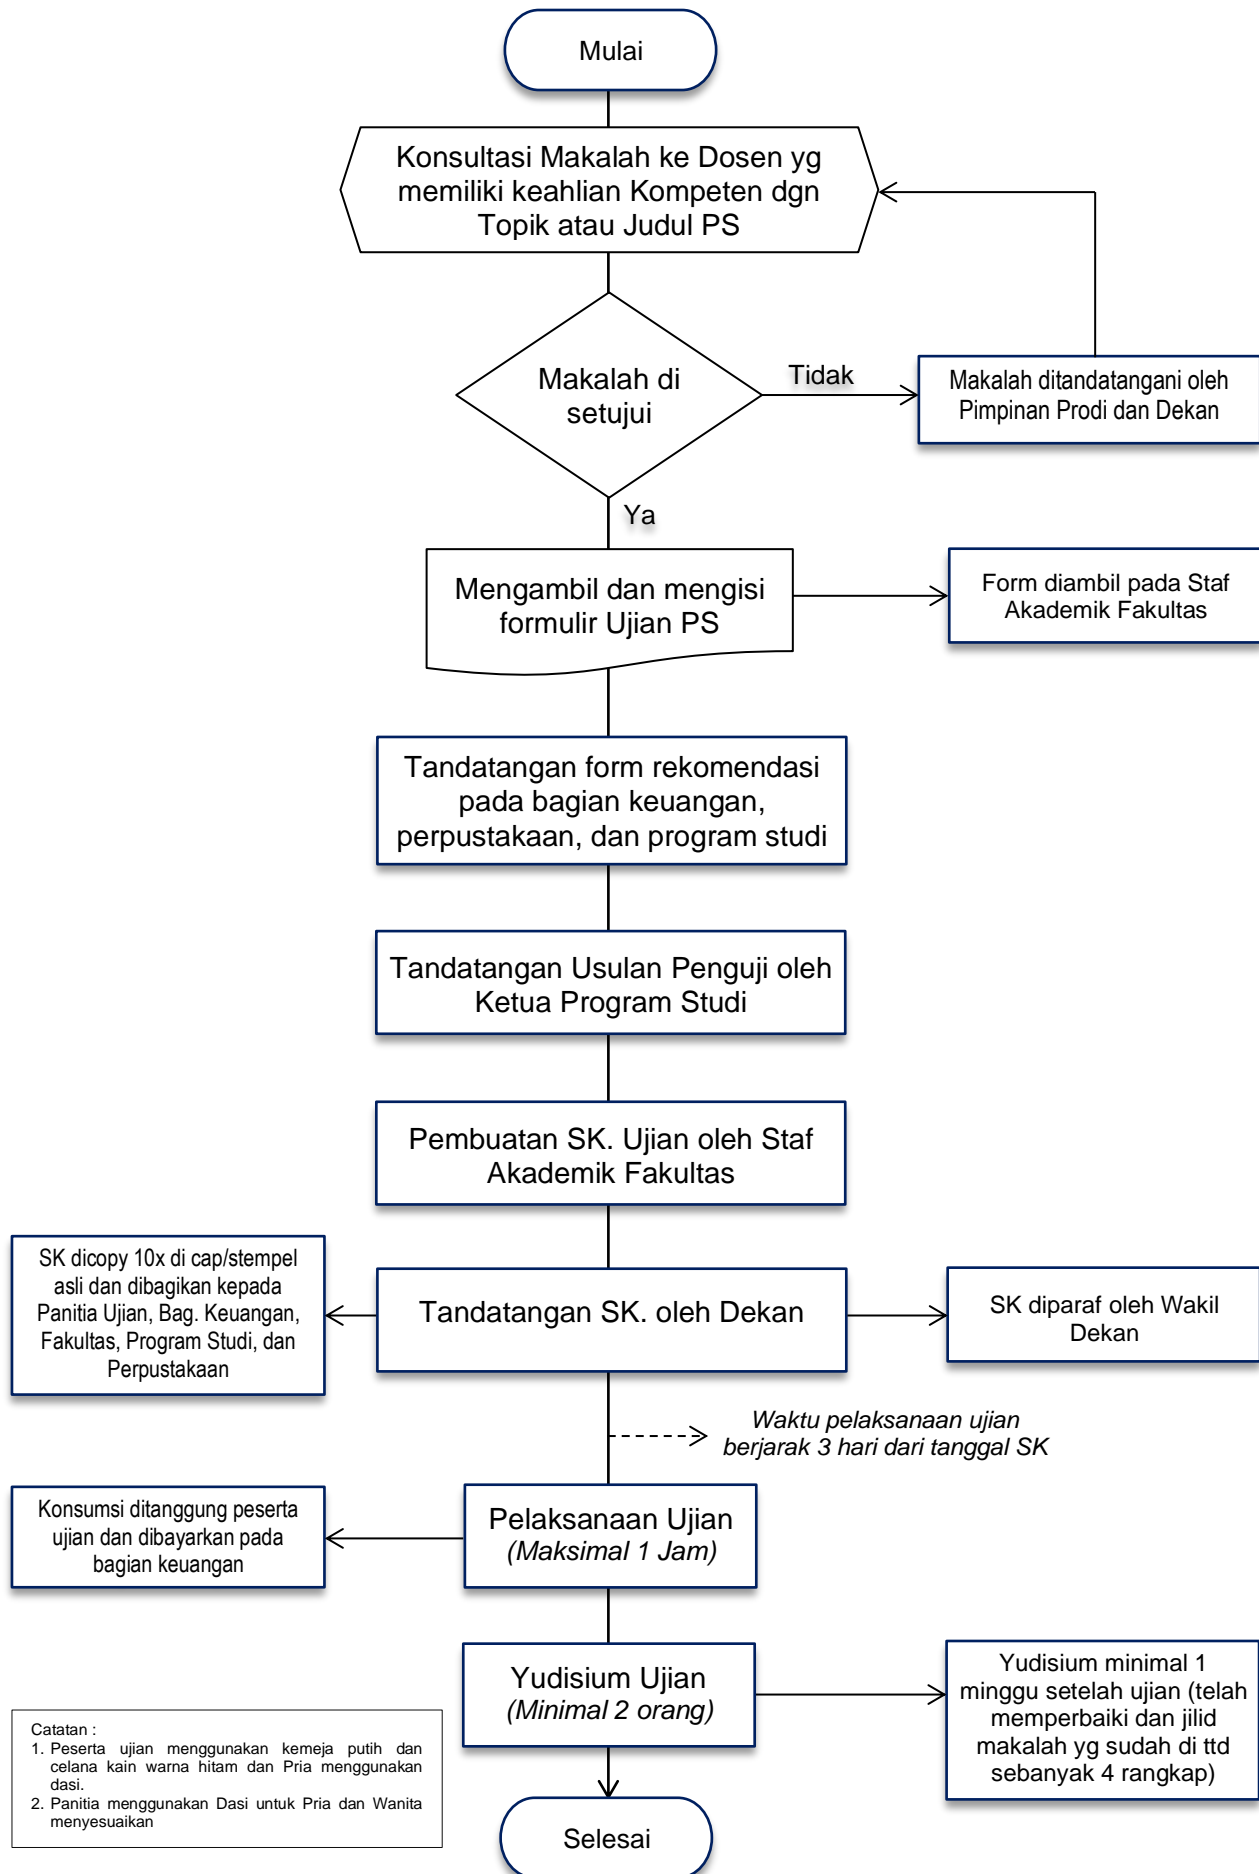 Mulai
Konsultasi Makalah ke Dosen yg
memiliki keahlian Kompeten dgn
Topik atau Judul PS
Makalah di
setujui
Tidak
Makalah ditandatangani oleh
Pimpinan Prodi dan Dekan
Ya
Mengambil dan mengisi
formulir Ujian PS
Form diambil pada Staf
Akademik Fakultas
Tandatangan form rekomendasi
pada bagian keuangan,
perpustakaan, dan program studi
Tandatangan Usulan Penguji oleh
Ketua Program Studi
Pembuatan SK. Ujian oleh Staf
Akademik Fakultas
SK dicopy 10x di cap/stempel
asli dan dibagikan kepada
Panitia Ujian, Bag. Keuangan,
Fakultas, Program Studi, dan
Perpustakaan
Tandatangan SK. oleh Dekan
SK diparaf oleh Wakil
Dekan
Waktu pelaksanaan ujian
berjarak 3 hari dari tanggal SK
Konsumsi ditanggung peserta
ujian dan dibayarkan pada
bagian keuangan
Pelaksanaan Ujian
(Maksimal 1 Jam)
Yudisium Ujian
(Minimal 2 orang)
Yudisium minimal 1
minggu setelah ujian (telah
memperbaiki dan jilid
makalah yg sudah di ttd
sebanyak 4 rangkap)
Catatan :
1. Peserta ujian menggunakan kemeja putih dan
celana kain warna hitam dan Pria menggunakan
dasi.
2. Panitia menggunakan Dasi untuk Pria dan Wanita
menyesuaikan
Selesai